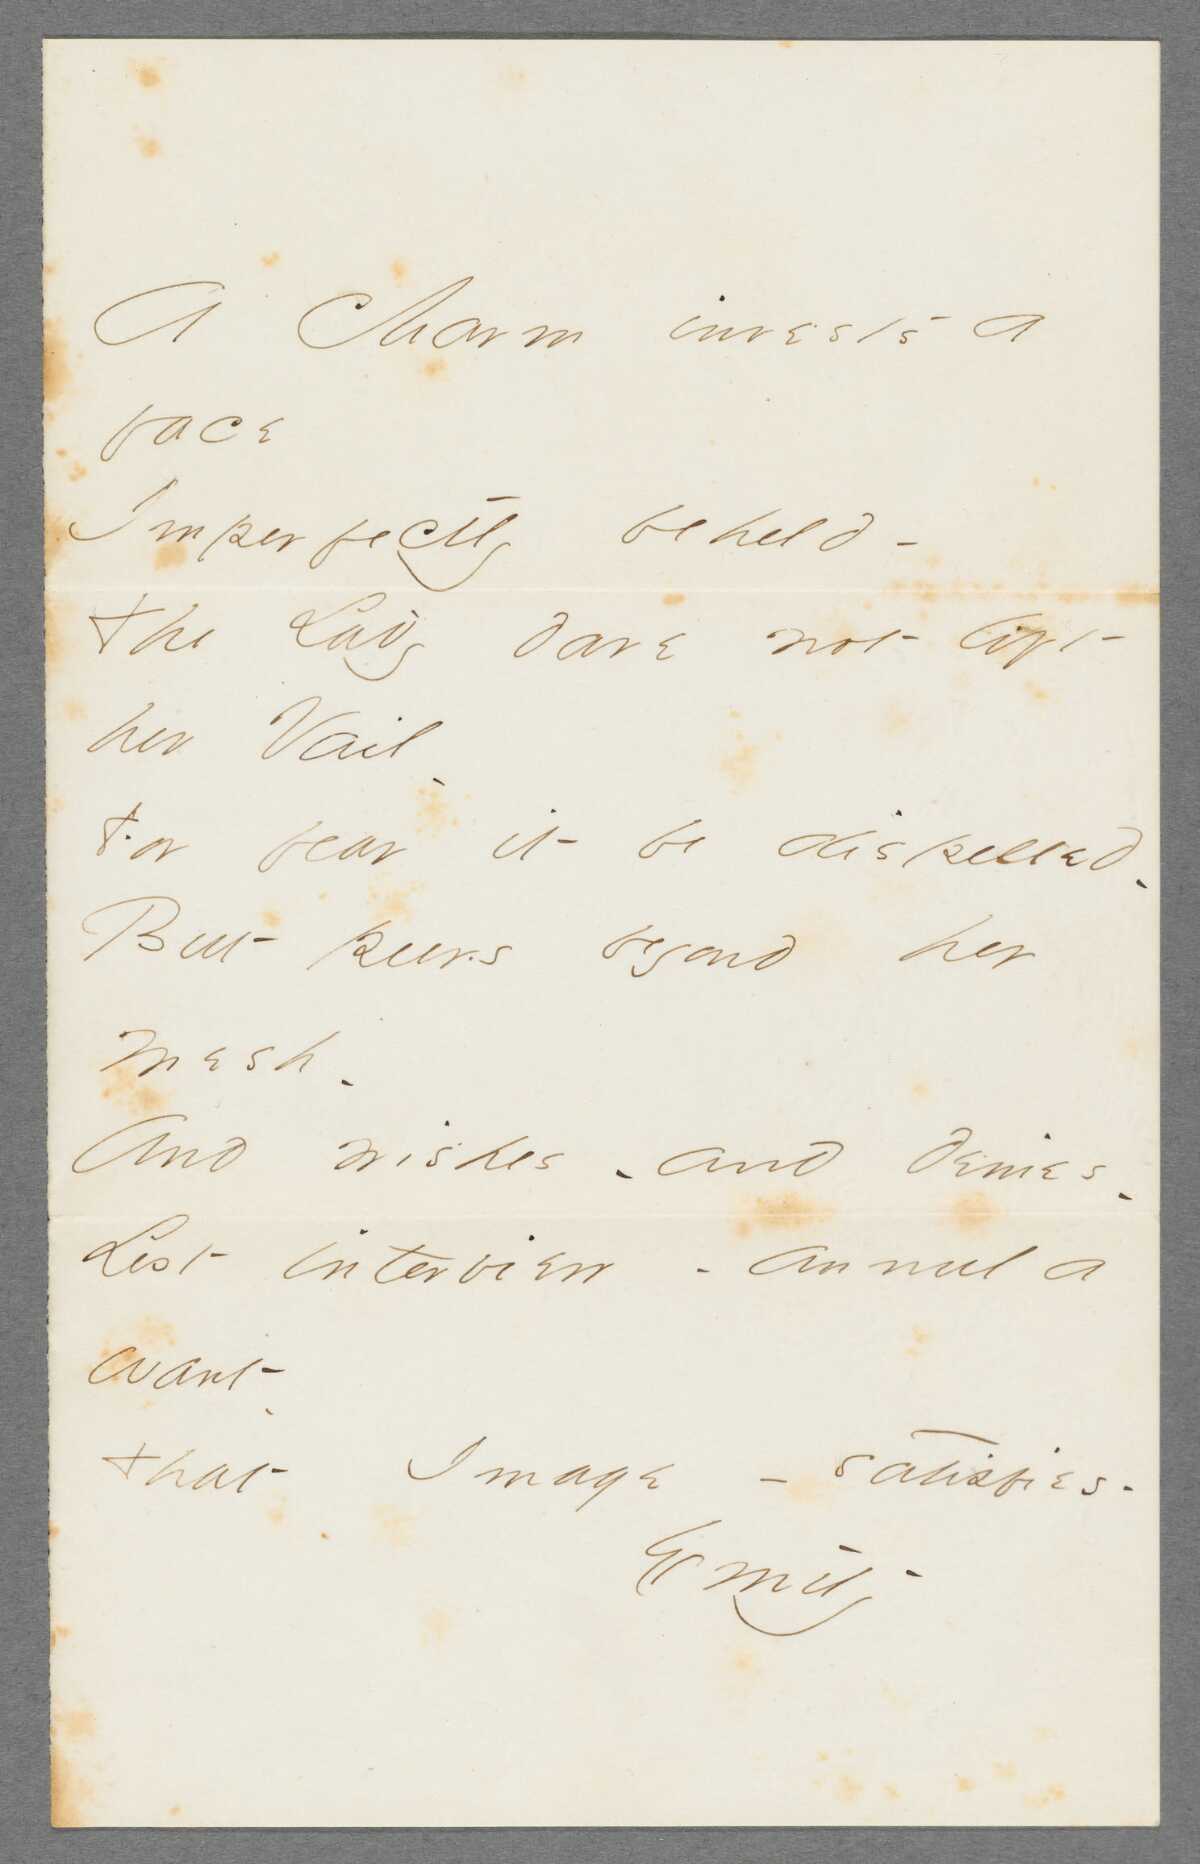 A Charm invests a
face
Imperfectly beheld -
The Lady dare not lift
her Vail -
For fear it be dispelled -
But peers beyond her
mesh -
And wishes - and denies -
Lest interview - annul a
want -
That Image - satisfies -
Emily -